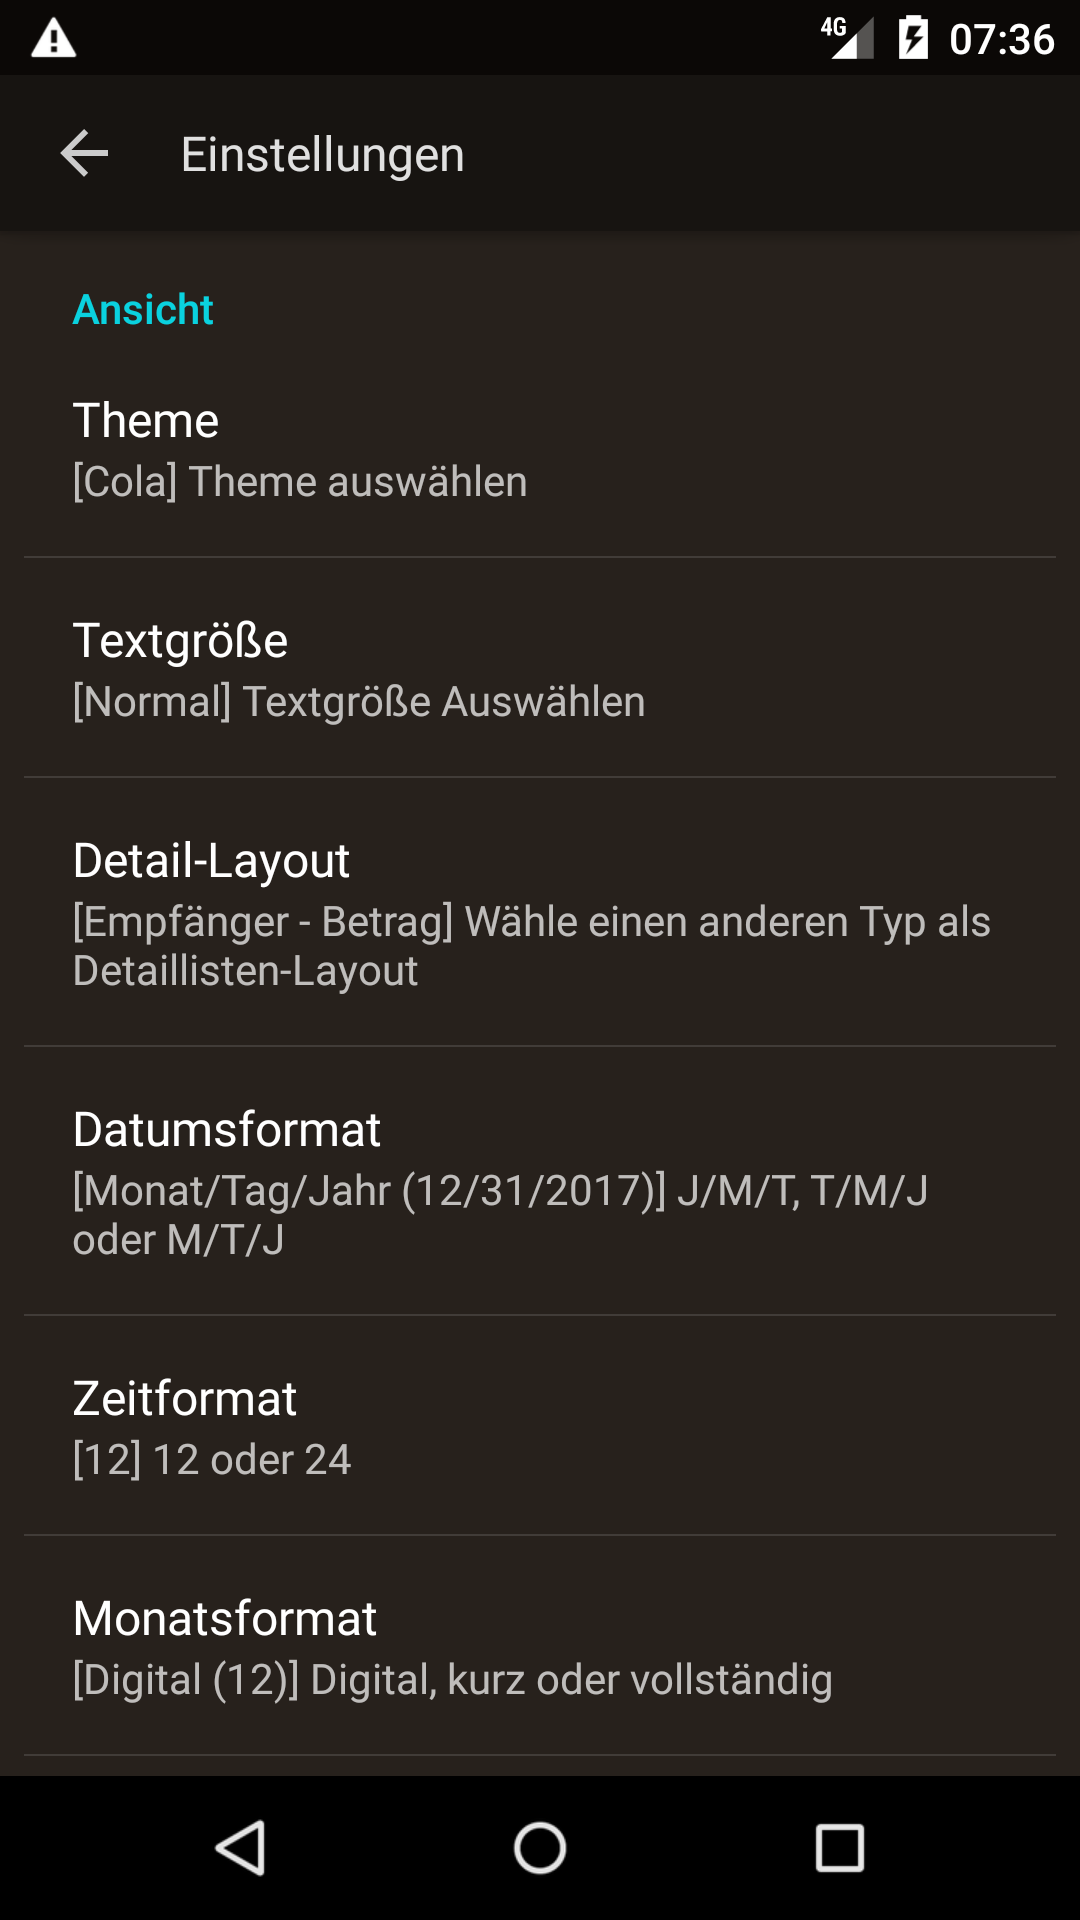 4G 07:36
Einstellungen
Ansicht
Theme
[Cola] Theme auswählen
Textgröße
[Normal] Textgröße Auswählen
Detail-Layout
[Empfänger - Betrag] Wähle einen anderen Typ als
Detaillisten-Layout
Datumsformat
[Monat/Tag/Jahr (12/31/2017)] J/M/T, T/M/J
oder M/T/J
Zeitformat
[12] 12 oder 24
Monatsformat
[Digital (12)] Digital, kurz oder vollständig